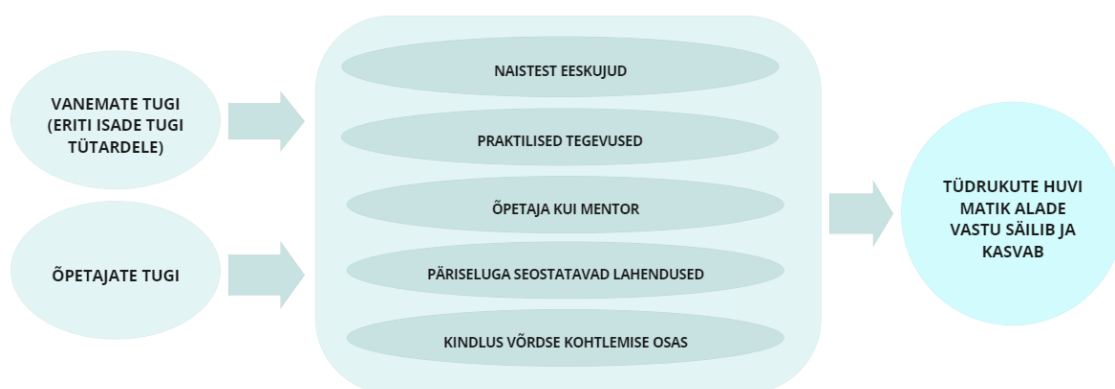 VANEMATE TUGI
(ERITI ISADE TUGI
TÜTARDELE)
ÕPETAJATE TUGI
NAISTEST EESKUJUD
PRAKTILISED TEGEVUSED
ÕPETAJA KUI MENTOR
PÄRISELUGA SEOSTATAVAD LAHENDUSED
KINDLUS VÕRDSE KOHTLEMISE OSAS
TÜDRUKUTE HUVI
MATIK ALADE
VASTU SÄILIB JA
KASVAB